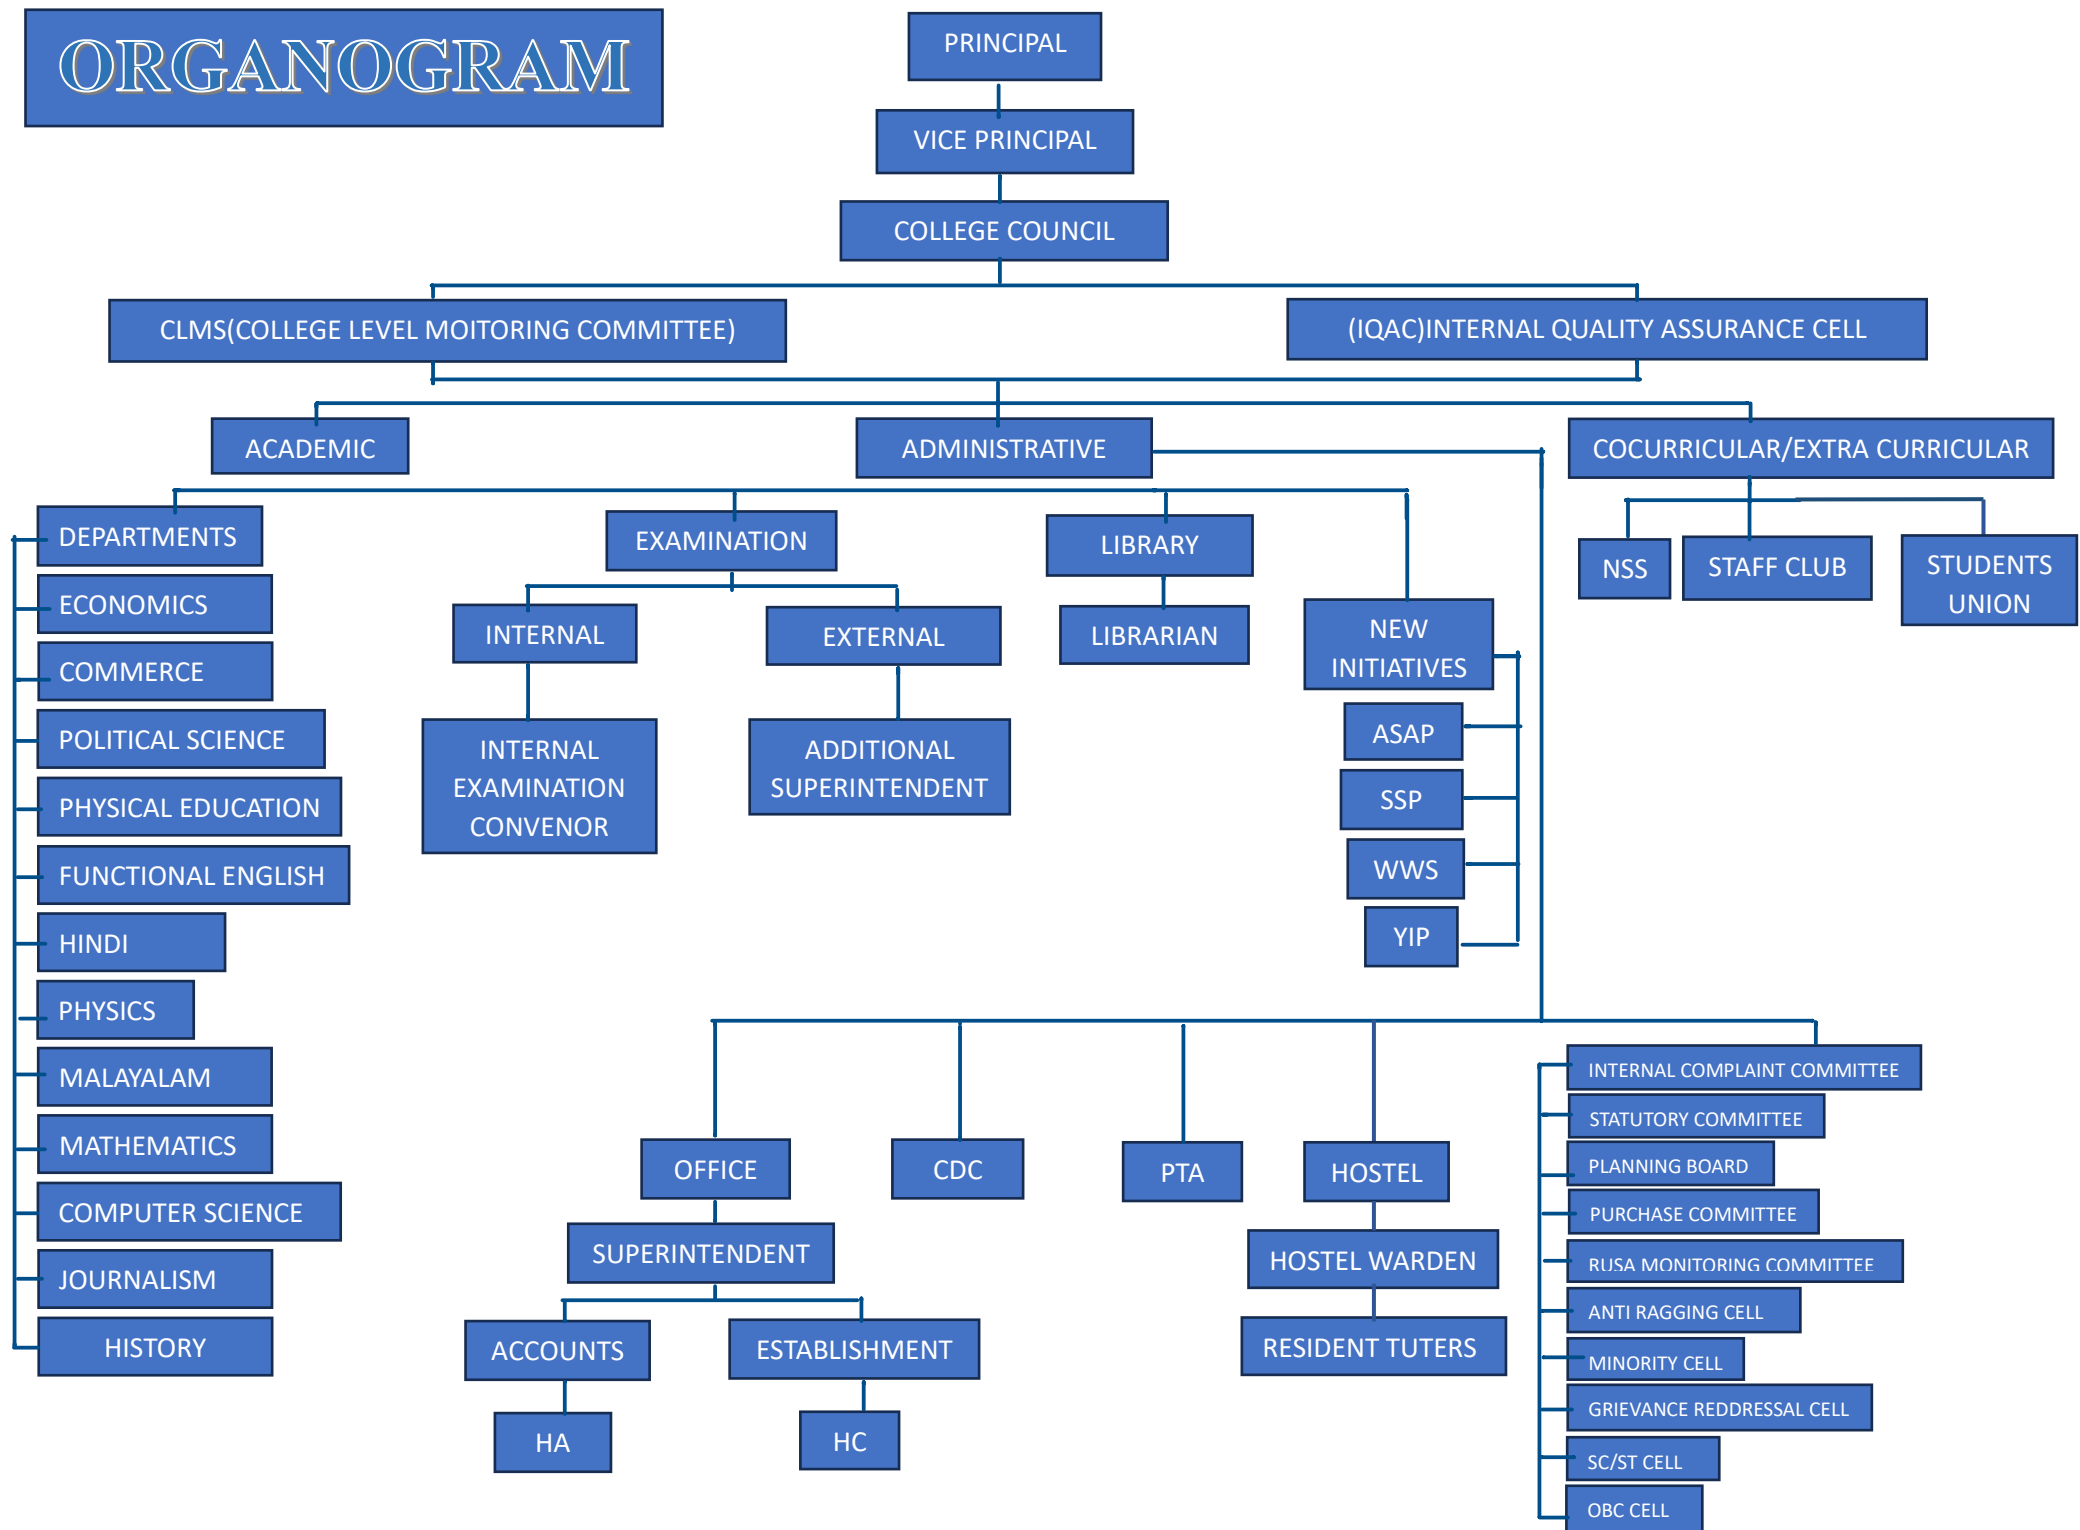 ORGANOGRAM
PRINCIPAL
VICE PRINCIPAL
COLLEGE COUNCIL
CLMS(COLLEGE LEVEL MOITORING COMMITTEE)
(IQAC)INTERNAL QUALITY ASSURANCE CELL
ACADEMIC
ADMINISTRATIVE
COCURRICULAR/EXTRA CURRICULAR
DEPARTMENTS
ECONOMICS
COMMERCE
POLITICAL SCIENCE
PHYSICAL EDUCATION
FUNCTIONAL ENGLISH
HINDI
PHYSICS
MALAYALAM
MATHEMATICS
COMPUTER SCIENCE
JOURNALISM
HISTORY
EXAMINATION
INTERNAL
EXTERNAL
INTERNAL
EXAMINATION
CONVENOR
ADDITIONAL
SUPERINTENDENT
LIBRARY
LIBRARIAN
NEW
INITIATIVES
ASAP
SSP
WWS
YIP
NSS
STAFF CLUB
STUDENTS
UNION
OFFICE
SUPERINTENDENT
ACCOUNTS
ESTABLISHMENT
HA
HC
CDC
PTA
HOSTEL
HOSTEL WARDEN
RESIDENT TUTERS
INTERNAL COMPLAINT COMMITTEE
STATUTORY COMMITTEE
PLANNING BOARD
PURCHASE COMMITTEE
RUSA MONITORING COMMITTEE
ANTI RAGGING CELL
MINORITY CELL
GRIEVANCE REDDRESSAL CELL
SC/ST CELL
OBC CELL